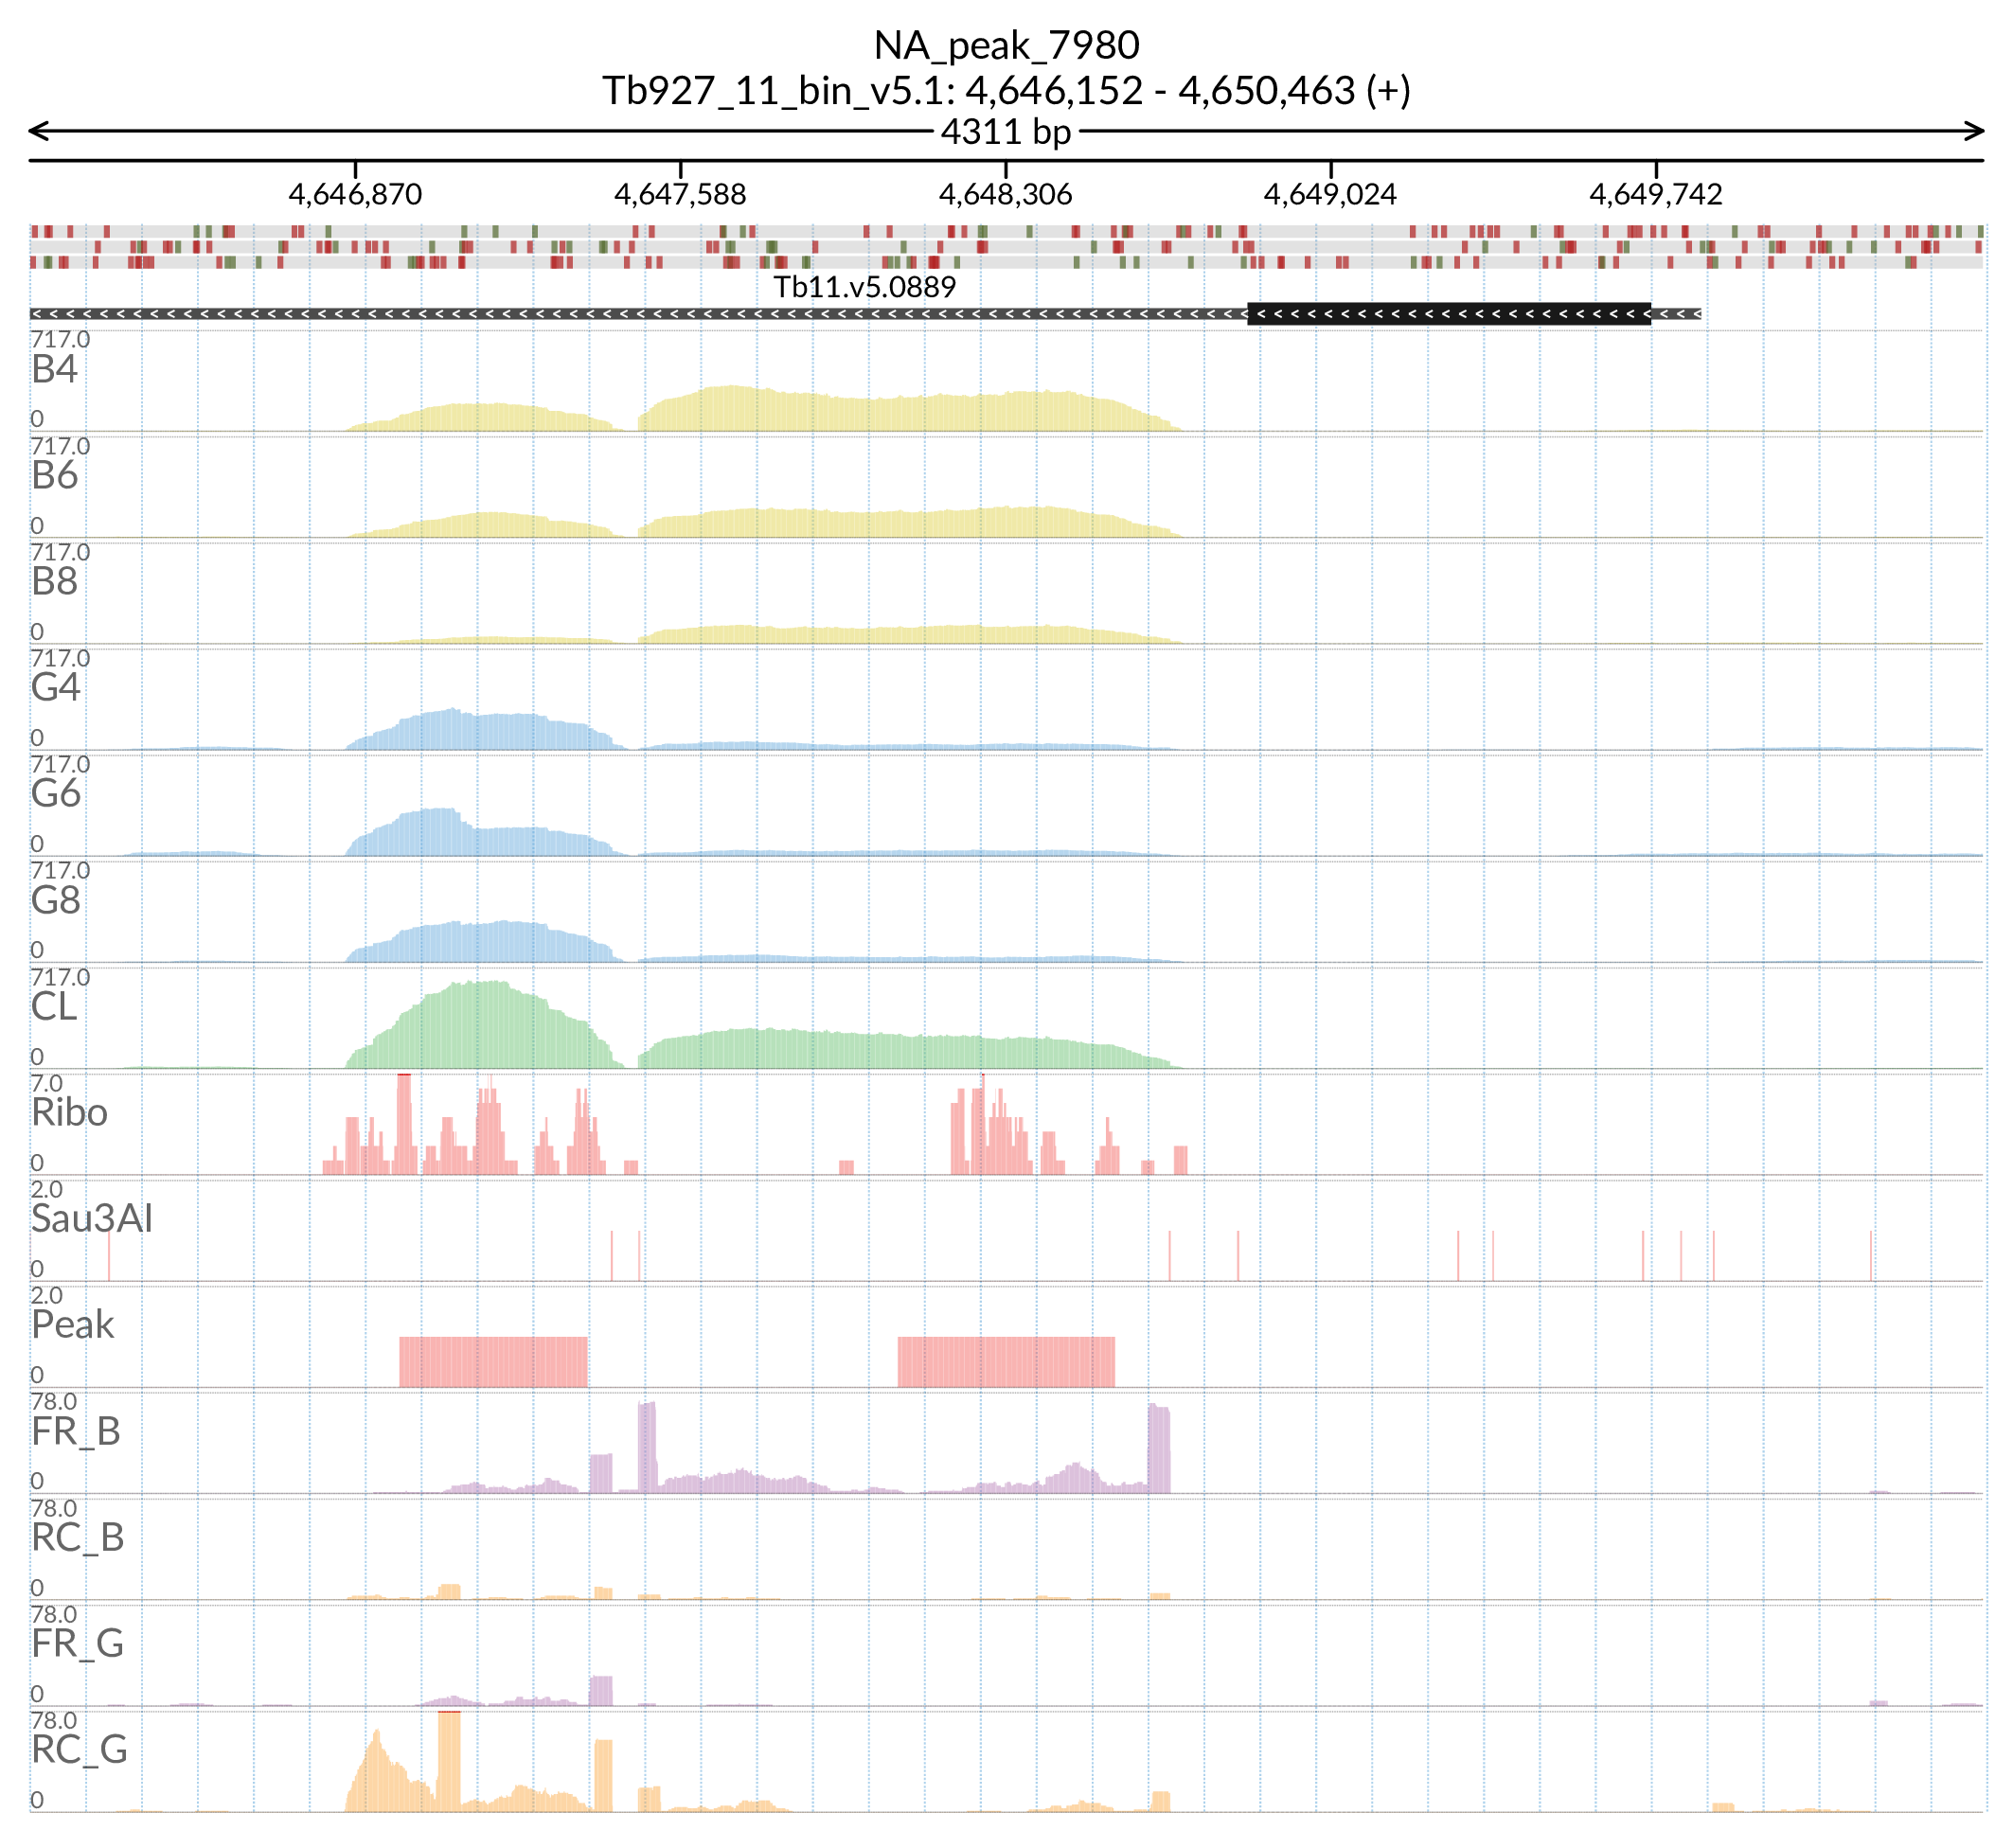 NA_peak_7980
Tb927_11_bin_v5.1: 4,646,152 - 4,650,463 (+)
4311 bp
4,646,870 4,647,588 4,648,306 4,649,024 4,649,742
Tb11.v5.0889
717.0
B4
0
717.0
B6
0
717.0
B8
0
717.0
G4
0
717.0
G6
0
717.0
G8
0
717.0
CL
0
7.0
Ribo
0
2.0
Sau3AI
0
2.0
Peak
0
78.0
FR_B
0
78.0
RC_B
0
78.0
FR_G
0
78.0
RC_G
0